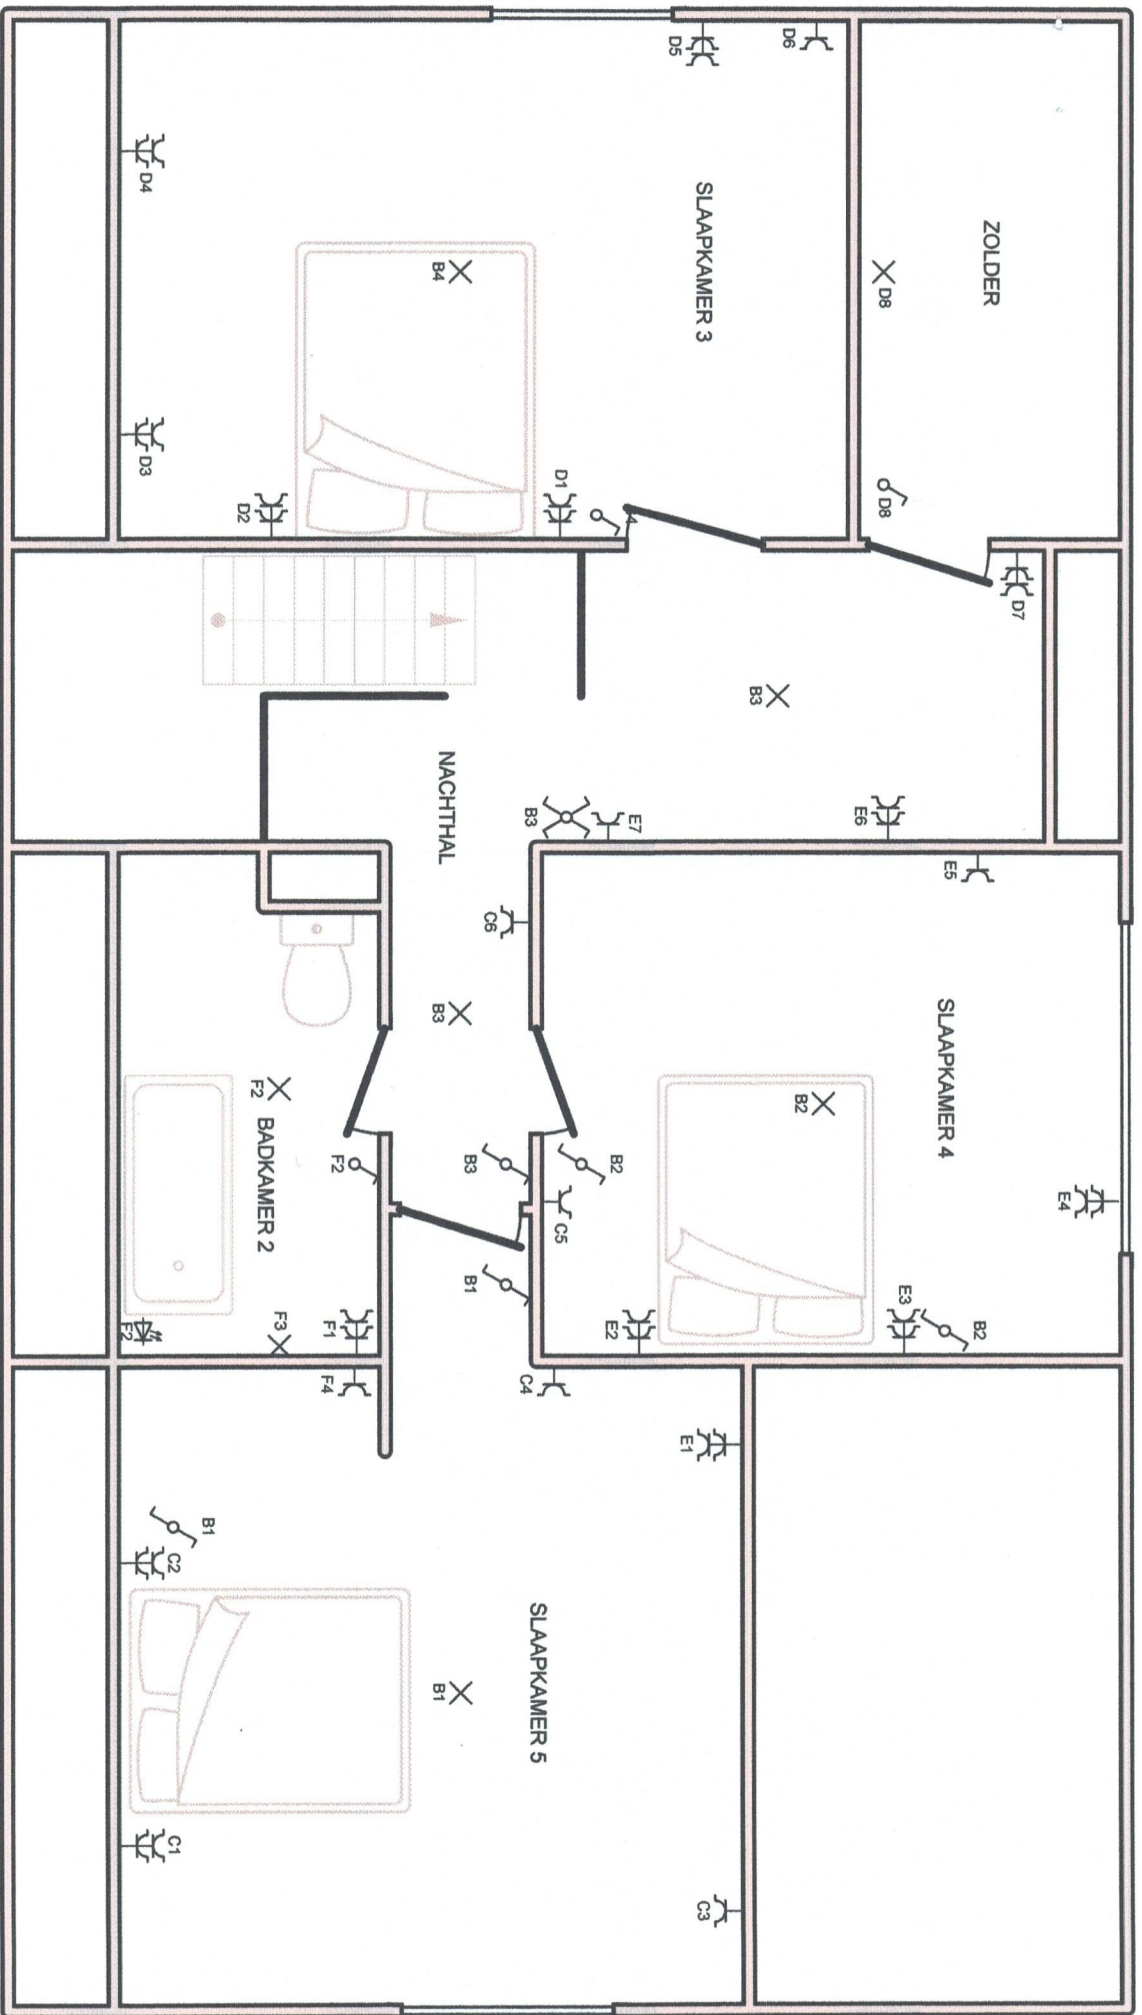 E4
D7
ZOLDER
B2
E5
SLAAPKAMER 4
E3
D8
D8
E6
B2
D6
B3
SLAAPKAMER 3
C3
E1
D5
E7
B2
E2
D1
C5
SLAAPKAMER 5
B3
C4
C6
B3
B1
NACHTHAL
B4
B3
B1
F2
F1
F4
F3
BADKAMER 2
F2
D2
B1
C2
C1
D4
D3
F2